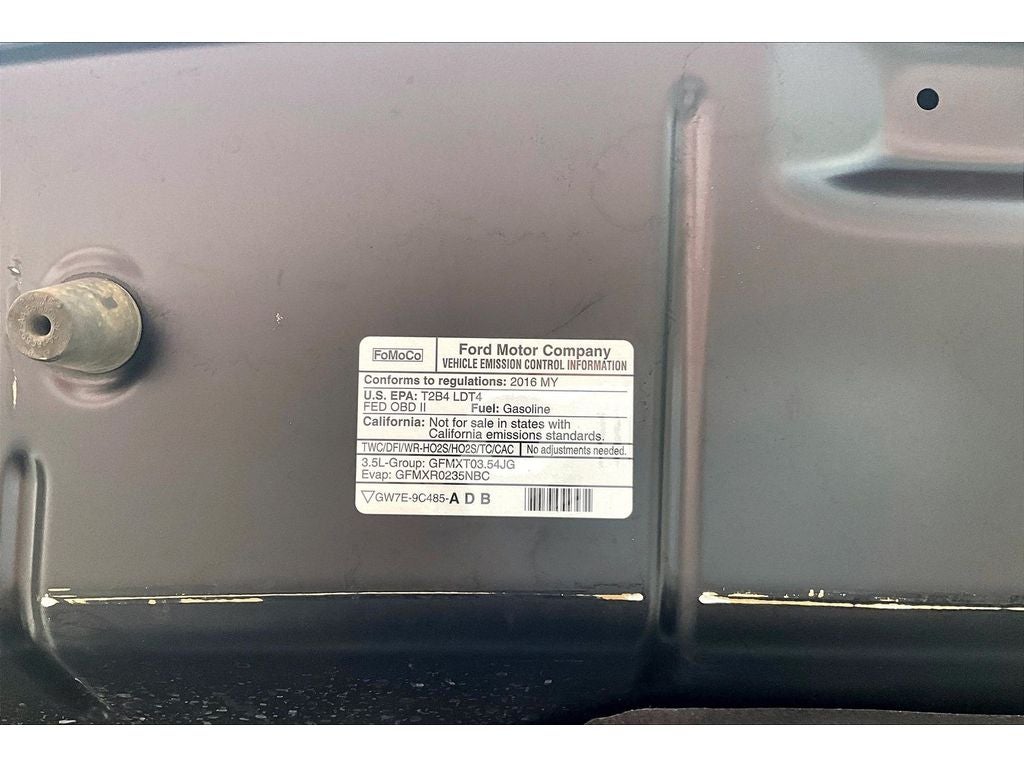 FoMoCo
Ford Motor Company
VEHICLE EMISSION CONTROL INFORMATION
Conforms to regulations: 2016 MY
U.S. EPA: T2B4 LDT4
FED OBD II Fuel: Gasoline
California: Not for sale in states with
California emissions standards.
TWC/DFI/WR-HO2S/HO2S/TC/CAC No adjustments needed.
3.5L-Group: GFMXT03.54JG
Evap: GFMXR0235NBC
GW7E-9C485-A D B